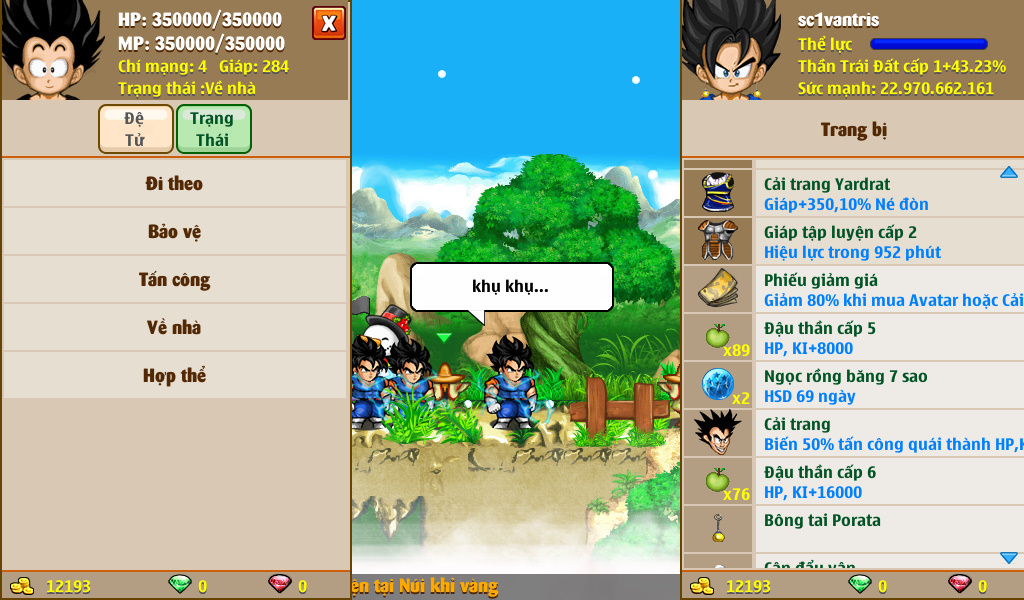 HP: 350000/350000
MP: 350000/350000
Chí mạng: 4 Giáp: 284
Trạng thái :Về nhà
X
Đệ
Tử
Trạng
Thái
Đi theo
Bảo vệ
Tấn công
Về nhà
Hợp thể
12193
0
0
khụ khụ...
ện tại Núi khỉ vàng
sc1vantris
Thể lực
Thần Trái Đất cấp 1+43.23%
Sức mạnh: 22.970.662.161
Trang bị
Cải trang Yardrat
Giáp+350,10% Né đòn
Giáp tập luyện cấp 2
Hiệu lực trong 952 phút
Phiếu giảm giá
Giảm 80% khi mua Avatar hoặc Cải
Đậu thần cấp 5
x89
HP, KI+8000
Ngọc rồng băng 7 sao
x2
HSD 69 ngày
Cải trang
Biến 50% tấn công quái thành HP,K
Đậu thần cấp 6
x76
HP, KI+16000
Bông tai Porata
Cân đẩu vân
12193
0
0